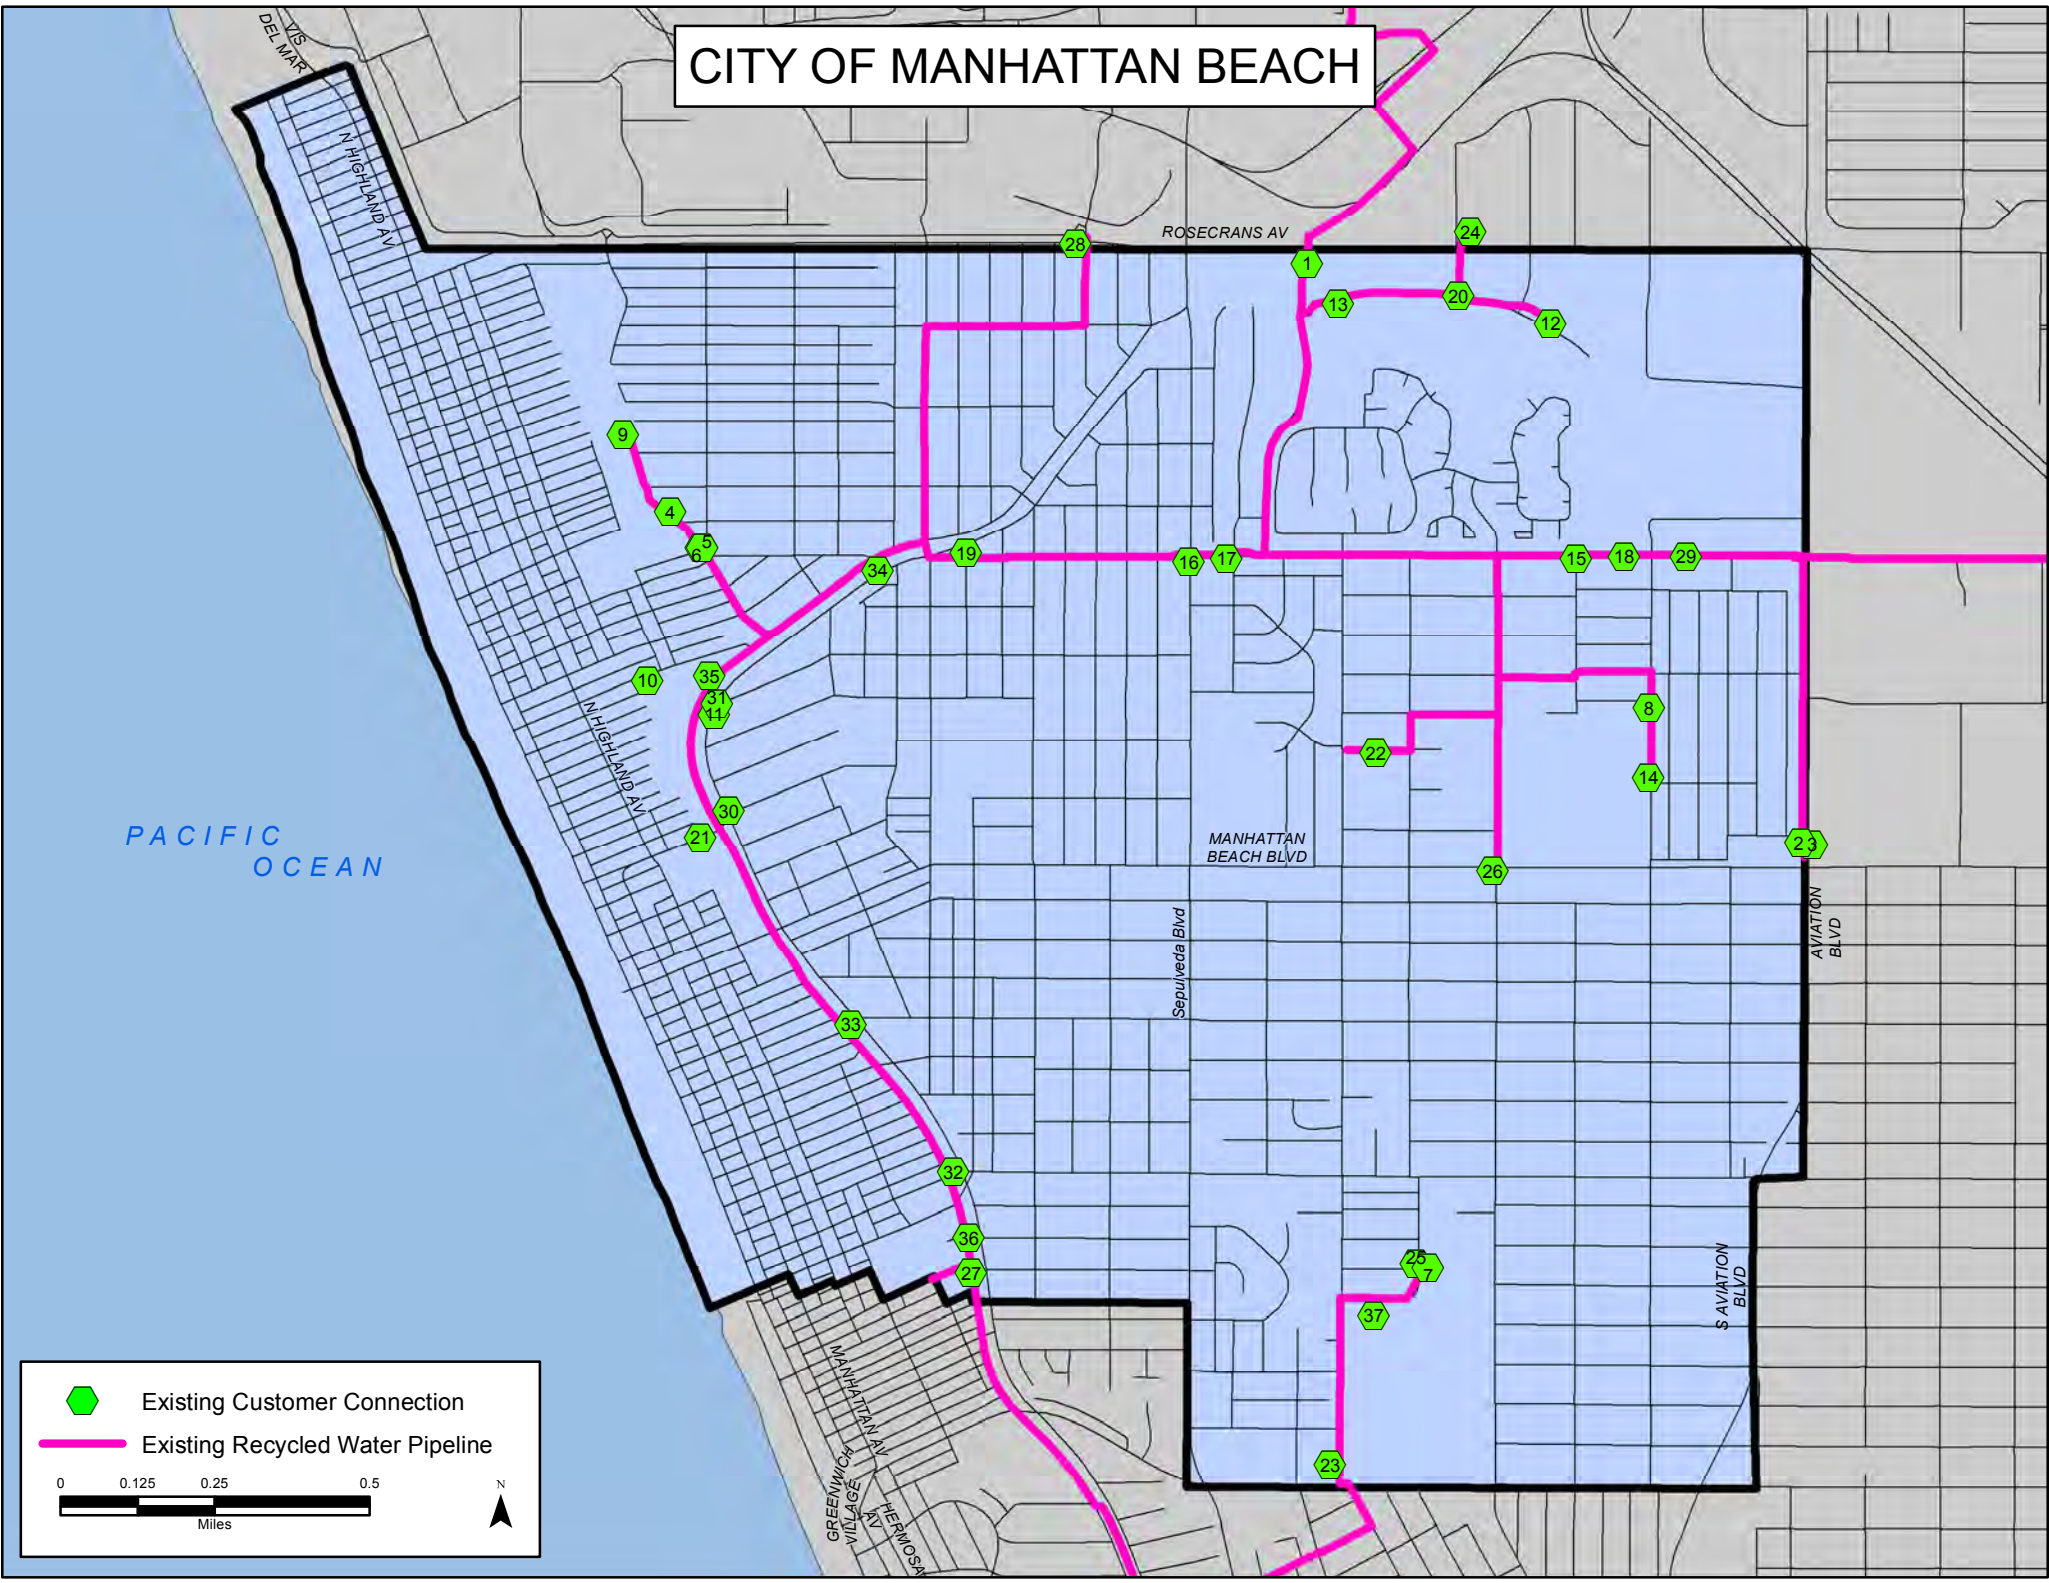 CITY OF MANHATTAN BEACH
VIS
DEL MAR
N HIGHLAND AV
ROSECRANS AV
28
24
1
20
13
12
9
4
5
6
19
34
16
17
15
18
29
35
10
31
11
8
22
14
N HIGHLAND AV
30
21
MANHATTAN
BEACH BLVD
2
3
26
PACIFIC
OCEAN
Sepulveda Blvd
AVIATION
BLVD
33
32
36
27
25
7
37
S AVIATION
BLVD
23
MANHATTAN AV
GREENWICH
VILLAGE
HERMOSA
AV
Existing Customer Connection
Existing Recycled Water Pipeline
0 0.125 0.25 0.5
Miles
N